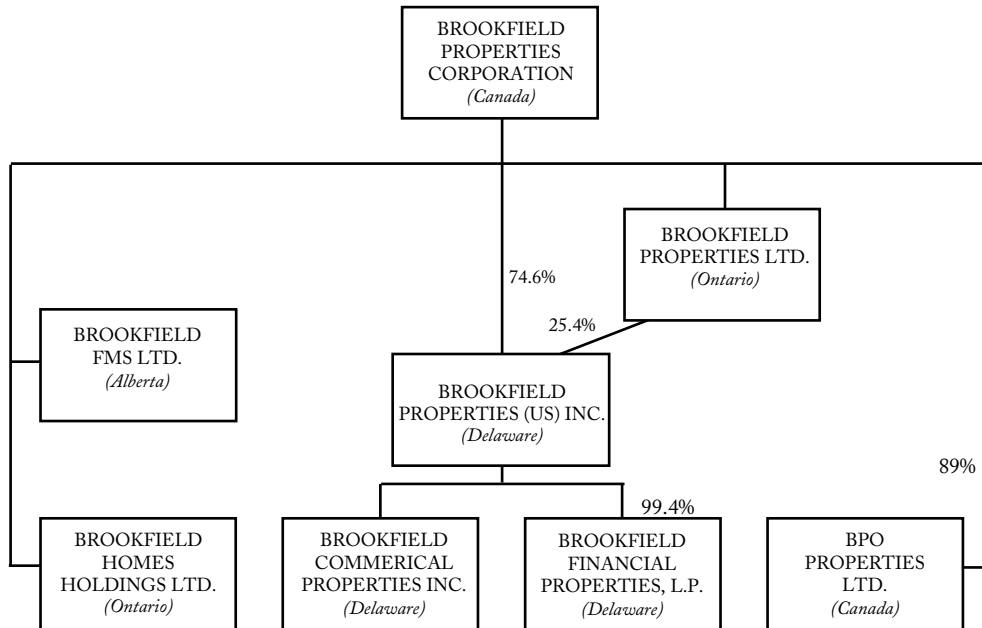 BROOKFIELD
PROPERTIES
CORPORATION
(Canada)
BROOKFIELD
PROPERTIES LTD.
(Ontario)
74.6%
25.4%
BROOKFIELD
FMS LTD.
(Alberta)
BROOKFIELD
PROPERTIES (US) INC.
(Delaware)
89%
99.4%
BROOKFIELD
HOMES
HOLDINGS LTD.
(Ontario)
BROOKFIELD
COMMERICAL
PROPERTIES INC.
(Delaware)
BROOKFIELD
FINANCIAL
PROPERTIES, L.P.
(Delaware)
BPO
PROPERTIES
LTD.
(Canada)